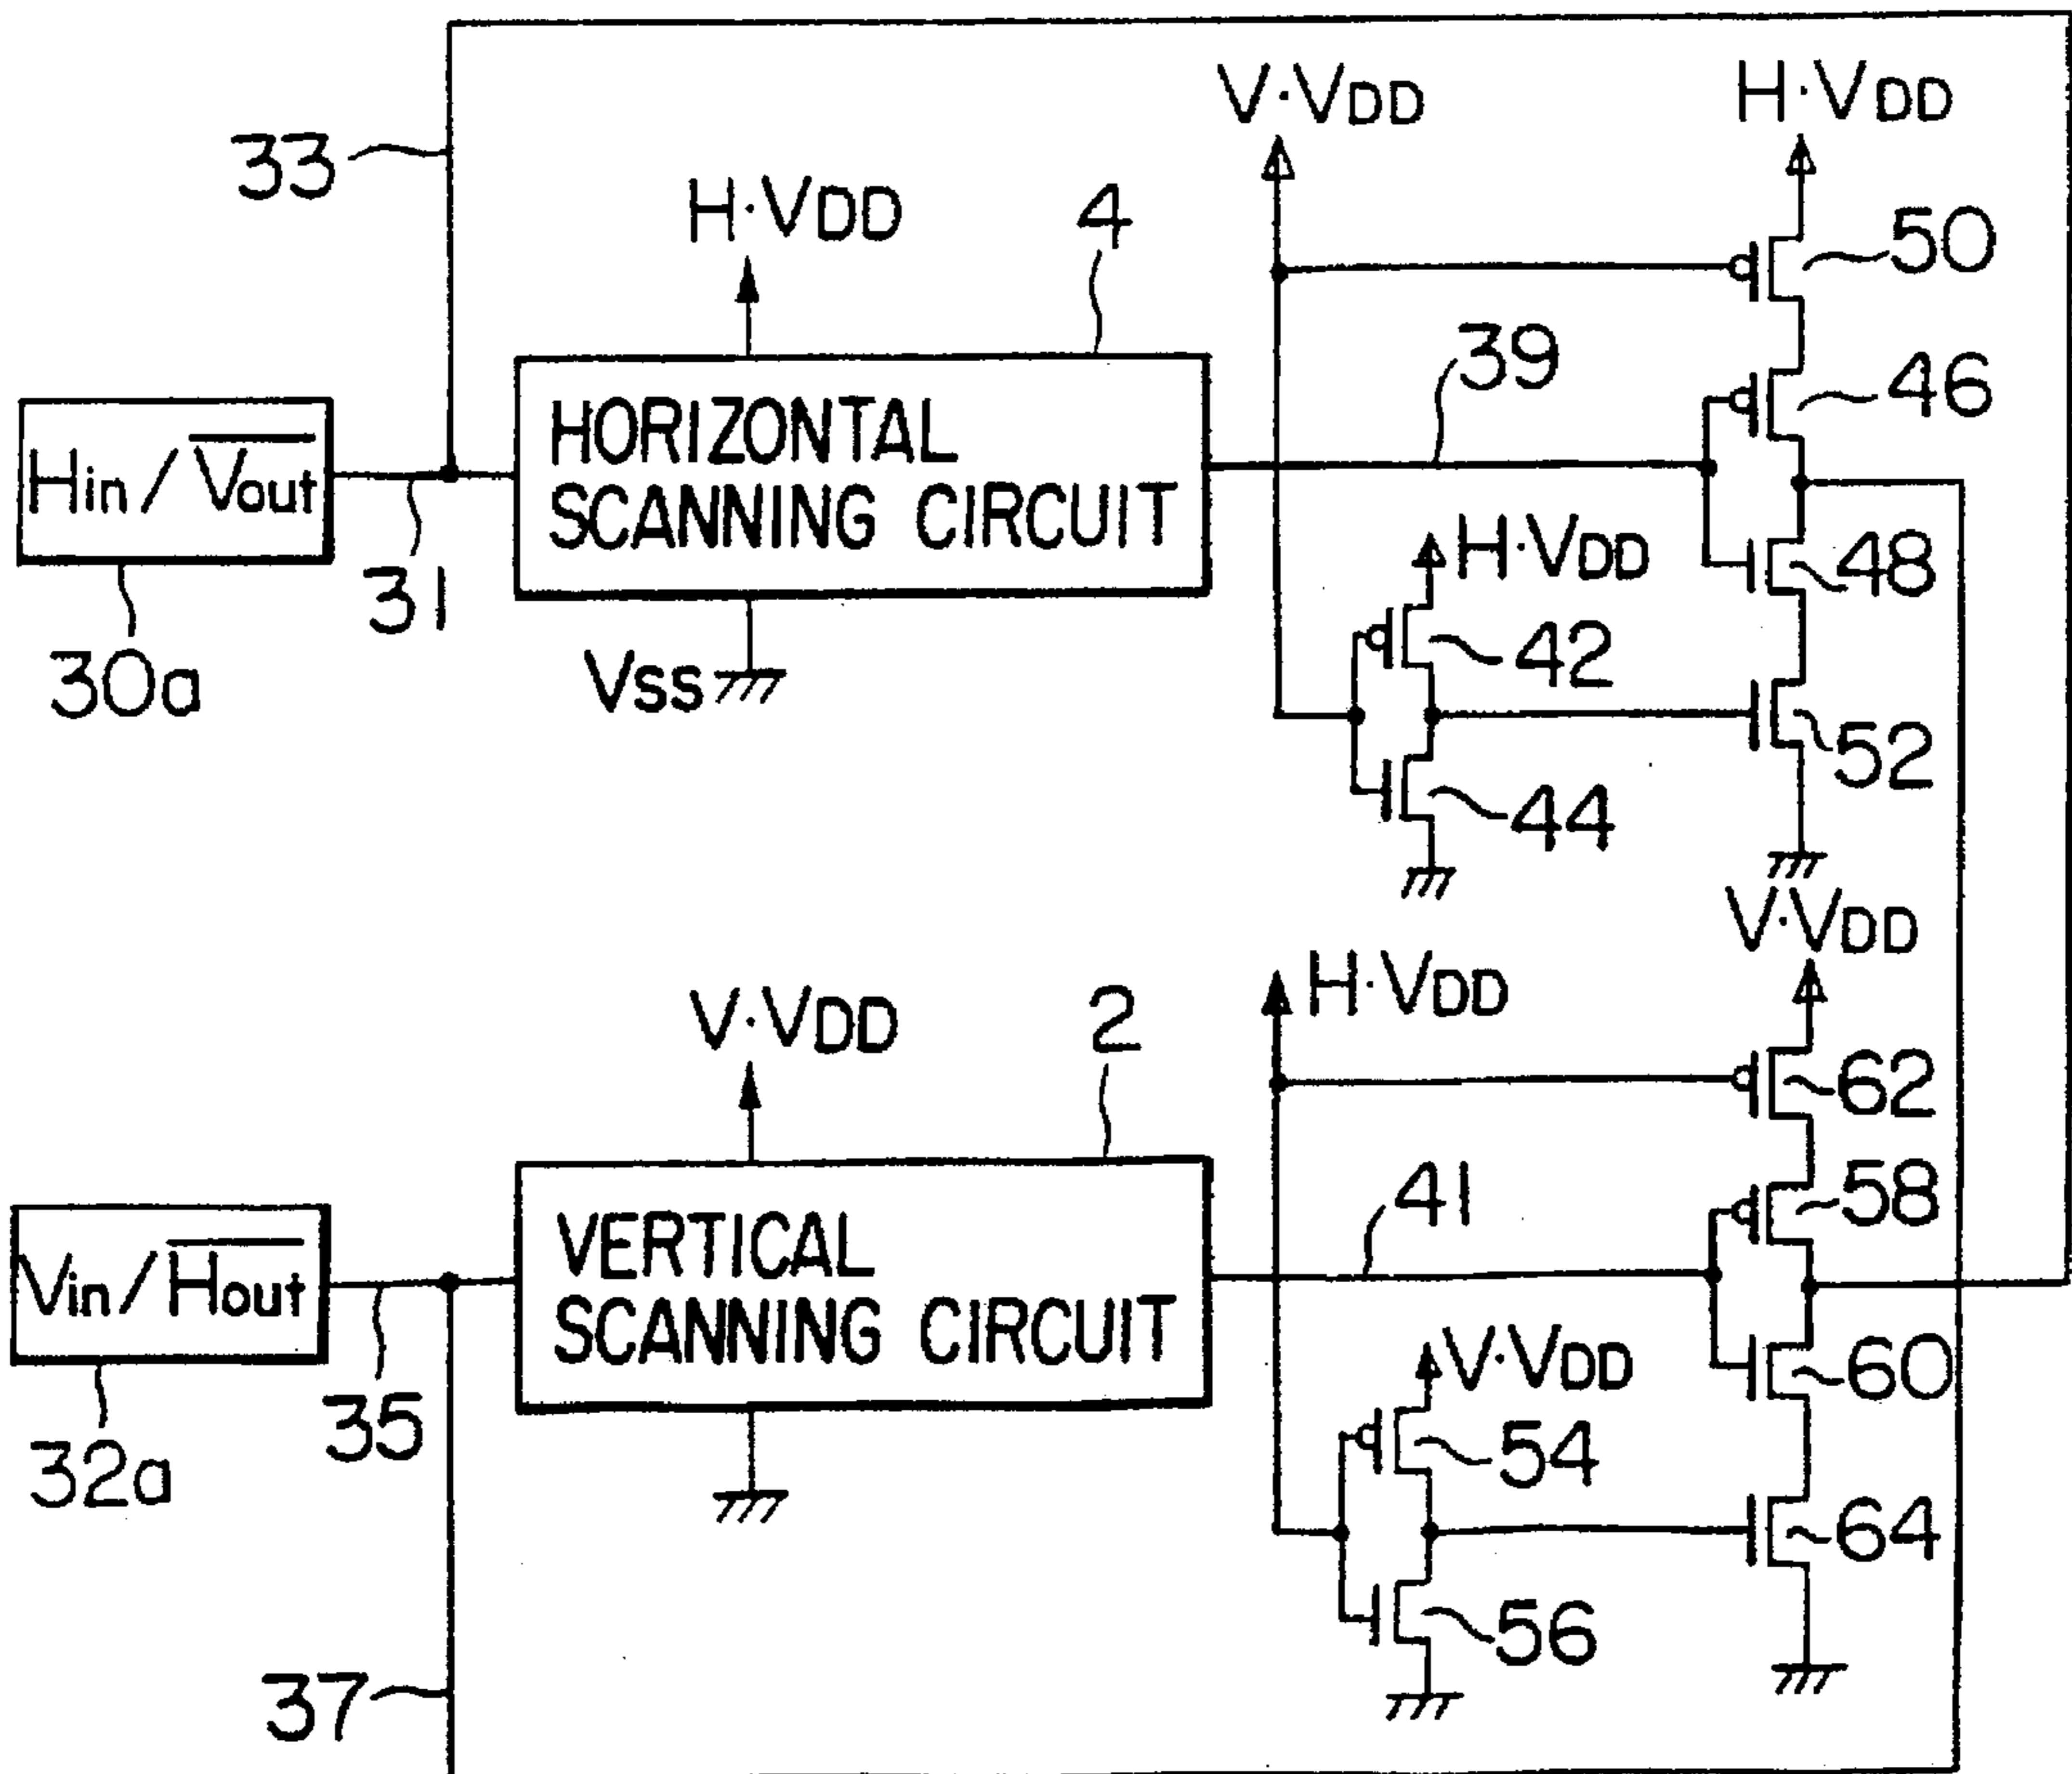 V·VDD
H·VDD
33
H·VDD
4
50
39
46
HORIZONTAL
SCANNING CIRCUIT
Hin / Vout
H·VDD
48
31
42
30a
Vss
52
44
V·VDD
H·VDD
V·VDD
2
62
41
58
VERTICAL
SCANNING CIRCUIT
Vin / Hout
V·VDD
60
35
54
32a
64
56
37